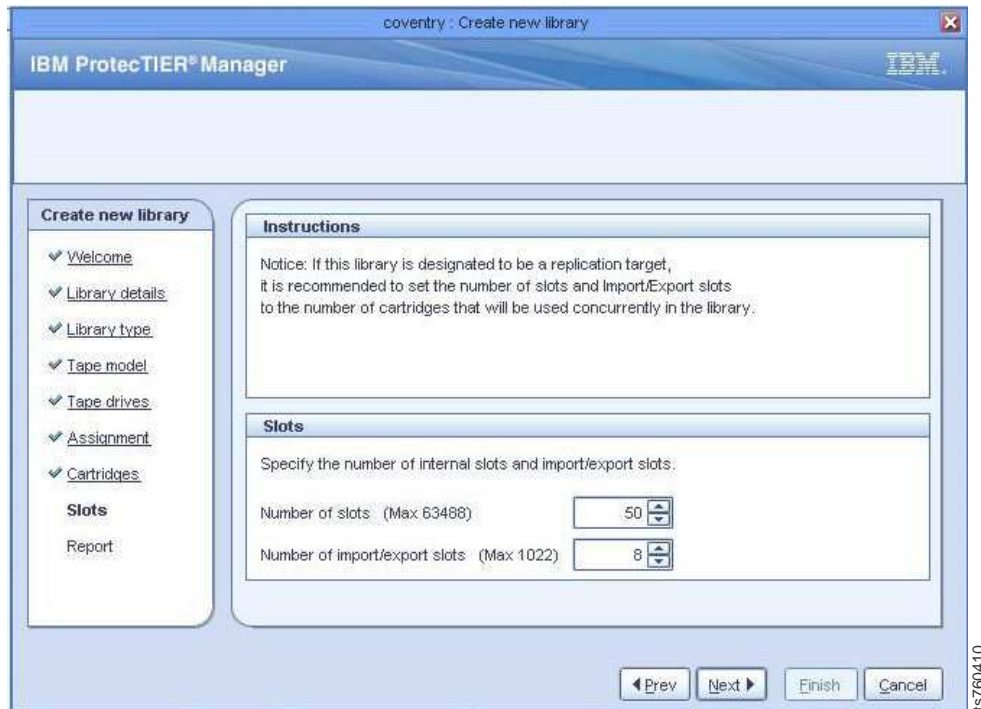 coventry : Create new library
IBM ProtecTIER® Manager
IBM.
Create new library
Welcome
Library details
Library type
Tape model
Tape drives
Assignment
Cartridges
Slots
Report
Instructions
Notice: If this library is designated to be a replication target,
it is recommended to set the number of slots and Import/Export slots
to the number of cartridges that will be used concurrently in the library.
Slots
Specify the number of internal slots and import/export slots.
Number of slots (Max 63488) 50
Number of import/export slots (Max 1022) 8
Prev Next Finish Cancel
ts760410